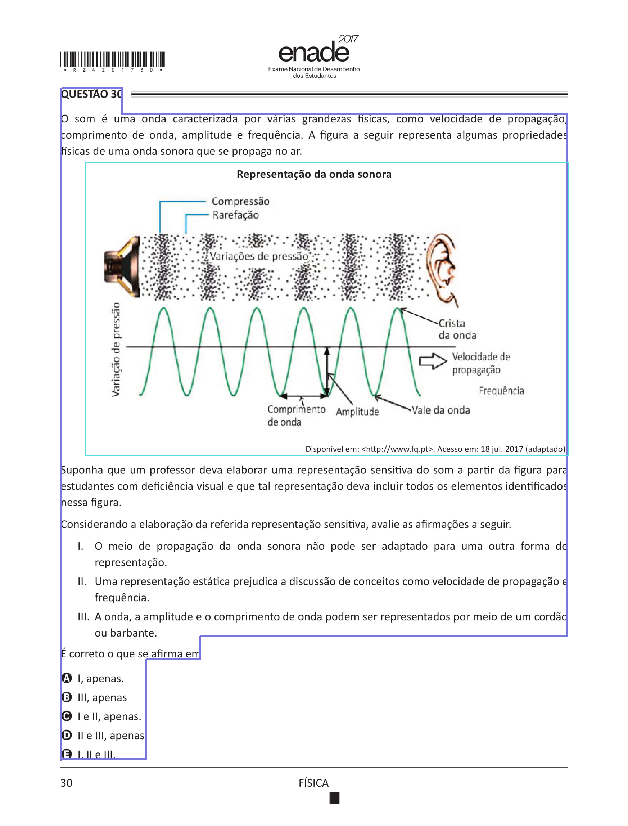 2017
enade
Exame Nacional de Desempenho
dos Estudantes
QUESTÃO 30
O som é uma onda caracterizada por várias grandezas físicas, como velocidade de propagação,
comprimento de onda, amplitude e frequência. A figura a seguir representa algumas propriedades
físicas de uma onda sonora que se propaga no ar.
Representação da onda sonora
Compressão
Rarefação
Variações de pressão
Variação de pressão
Crista
da onda
Velocidade de
propagação
Frequência
Comprimento
de onda
Amplitude
Vale da onda
Disponível em: <http://www.lq.pt>. Acesso em: 18 jul. 2017 (adaptado)
Suponha que um professor deva elaborar uma representação sensitiva do som a partir da figura para
estudantes com deficiência visual e que tal representação deva incluir todos os elementos identificados
nessa figura.
Considerando a elaboração da referida representação sensitiva, avalie as afirmações a seguir.
I. O meio de propagação da onda sonora não pode ser adaptado para uma outra forma de
representação.
II. Uma representação estática prejudica a discussão de conceitos como velocidade de propagação e
frequência.
III. A onda, a amplitude e o comprimento de onda podem ser representados por meio de um cordão
ou barbante.
É correto o que se afirma em
A I, apenas.
B III, apenas
C I e II, apenas.
D II e III, apenas
E I, II e III.
30
FÍSICA